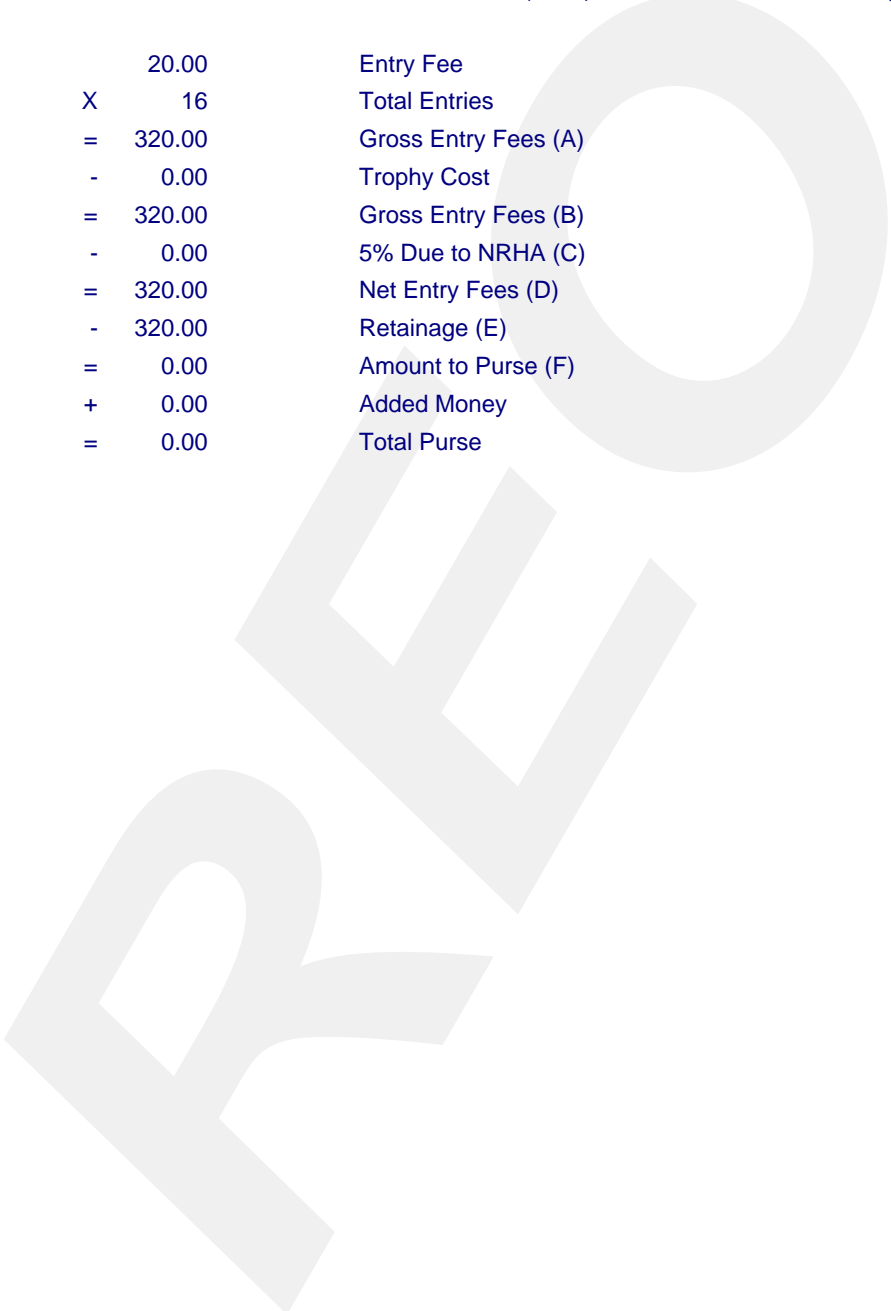 20.00 Entry Fee
X 16 Total Entries
= 320.00 Gross Entry Fees (A)
- 0.00 Trophy Cost
= 320.00 Gross Entry Fees (B)
- 0.00 5% Due to NRHA (C)
= 320.00 Net Entry Fees (D)
- 320.00 Retainage (E)
= 0.00 Amount to Purse (F)
+ 0.00 Added Money
= 0.00 Total Purse
REO